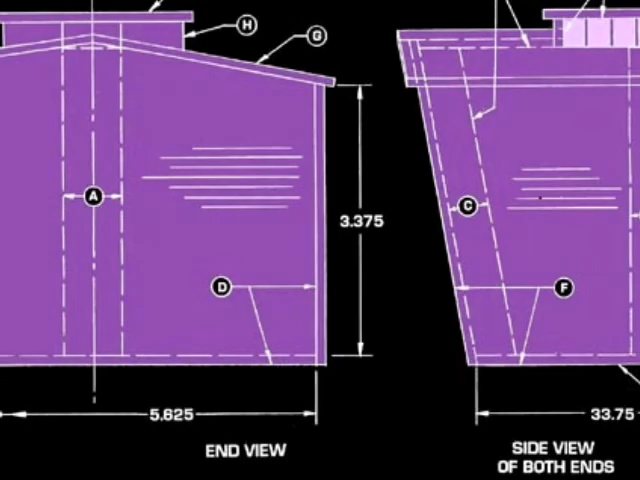 H
G
A
C
3.375
D
F
5.625
33.75
END VIEW
SIDE VIEW
OF BOTH ENDS